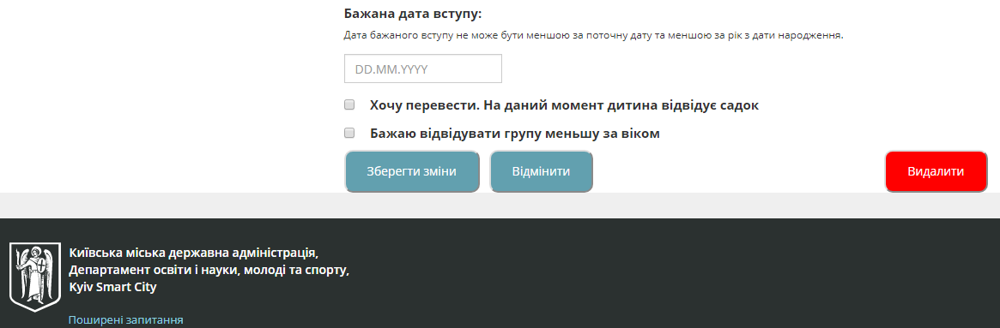 Бажана дата вступу:
Дата бажаного вступу не може бути меншою за поточну дату та меншою за рік з дати народження.
DD.MM.YYYY
Хочу перевести. На даний момент дитина відвідує садок
Бажаю відвідувати групу меньшу за віком
Зберегти зміни Відмінити Видалити
Київська міська державна адміністрація,
Департамент освіти і науки, молоді та спорту,
Kyiv Smart City
Поширені запитання